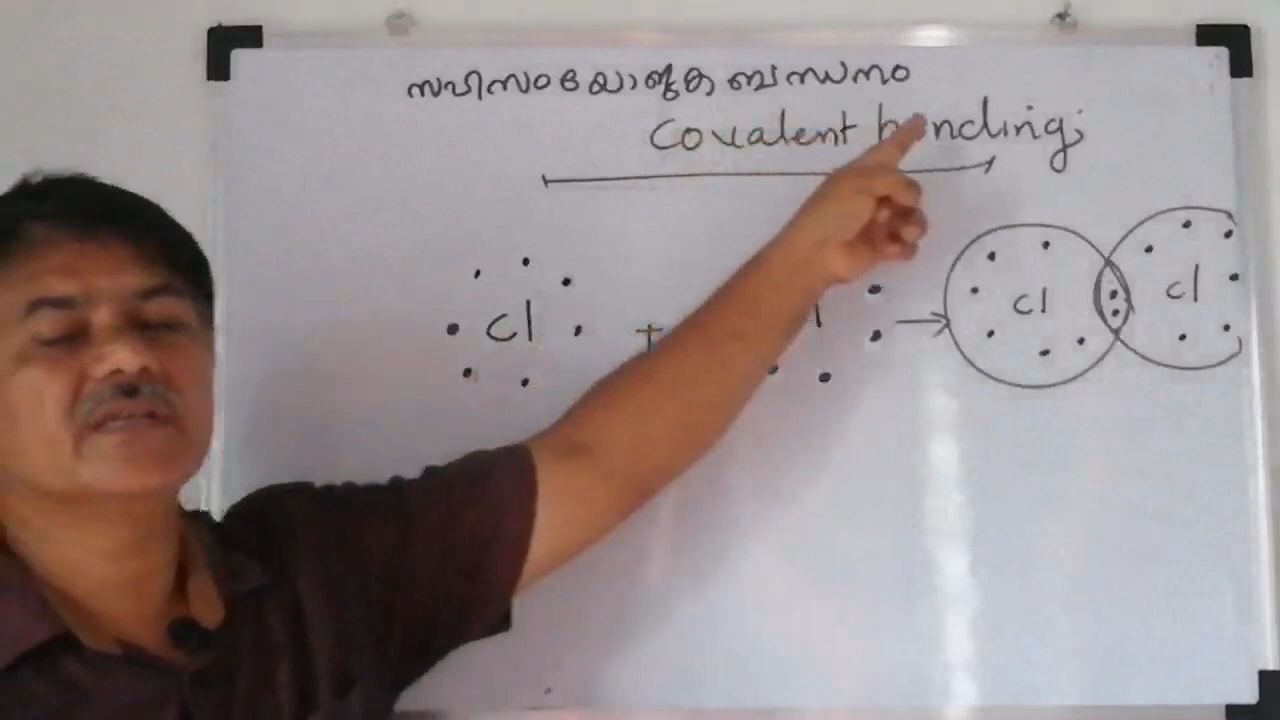 സഹസംയോജക ബന്ധനം
Covalent bonding;
Cl + → Cl Cl